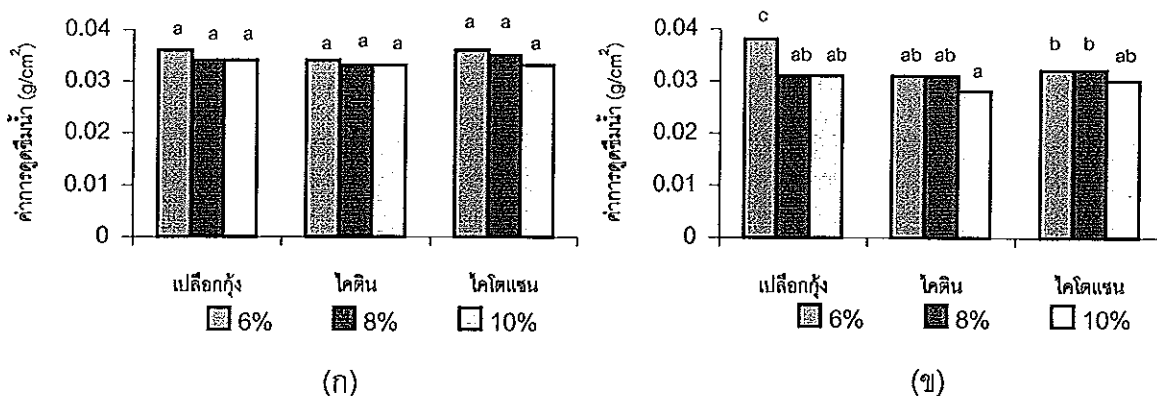 ค่าการดูดซึมน้ำ (g/cm²)
0.04
0.03
0.02
0.01
0
a a a
a a a
a a a
เปลือกกุ้ง ไคติน ไคโตแซน
6% 8% 10%
(ก)
ค่าการดูดซึมน้ำ (g/cm²)
0.04
0.03
0.02
0.01
0
c ab ab
ab ab a
b b ab
เปลือกกุ้ง ไคติน ไคโตแซน
6% 8% 10%
(ข)